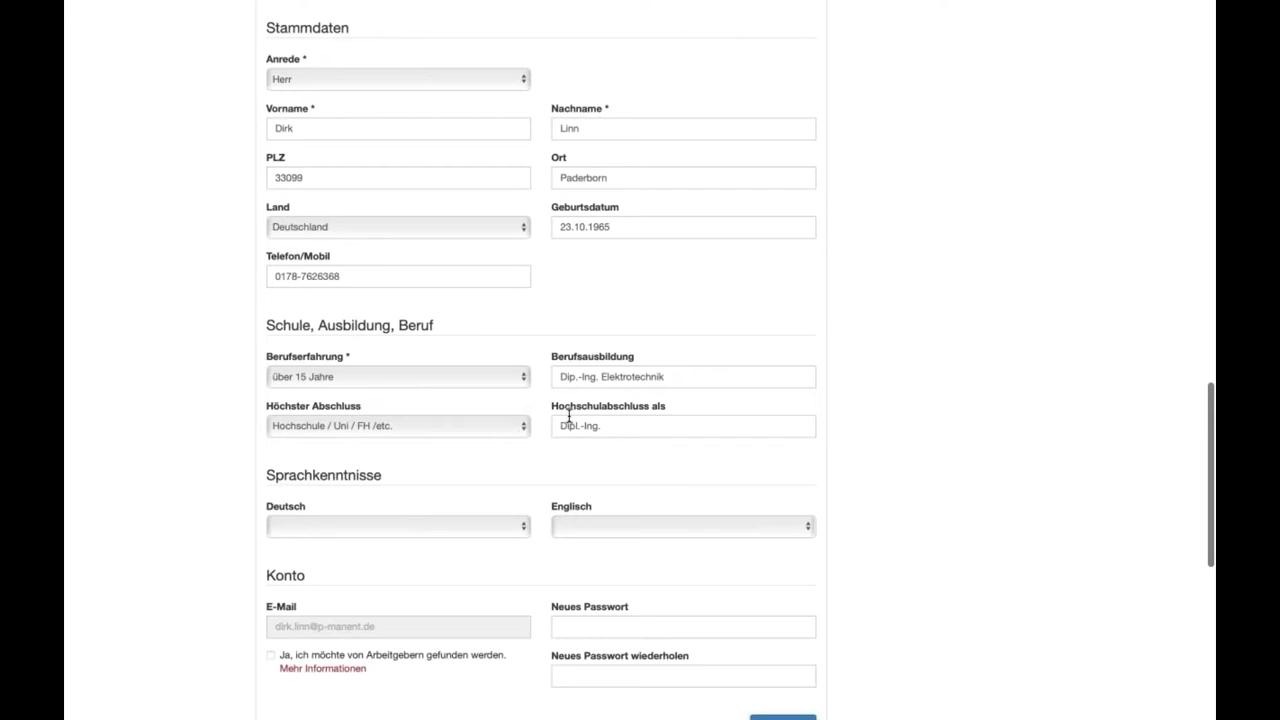 Stammdaten
Anrede *
Herr
Vorname *
Nachname *
Dirk
Linn
PLZ
Ort
33099
Paderborn
Land
Geburtsdatum
Deutschland
23.10.1965
Telefon/Mobil
0178-7626368
Schule, Ausbildung, Beruf
Berufserfahrung *
Berufsausbildung
über 15 Jahre
Dip.-Ing. Elektrotechnik
Höchster Abschluss
Hochschulabschluss als
Hochschule / Uni / FH /etc.
Dipl.-Ing.
Sprachkenntnisse
Deutsch
Englisch
Konto
E-Mail
Neues Passwort
dirk.linn@p-manent.de
Ja, ich möchte von Arbeitgebern gefunden werden.
Neues Passwort wiederholen
Mehr Informationen